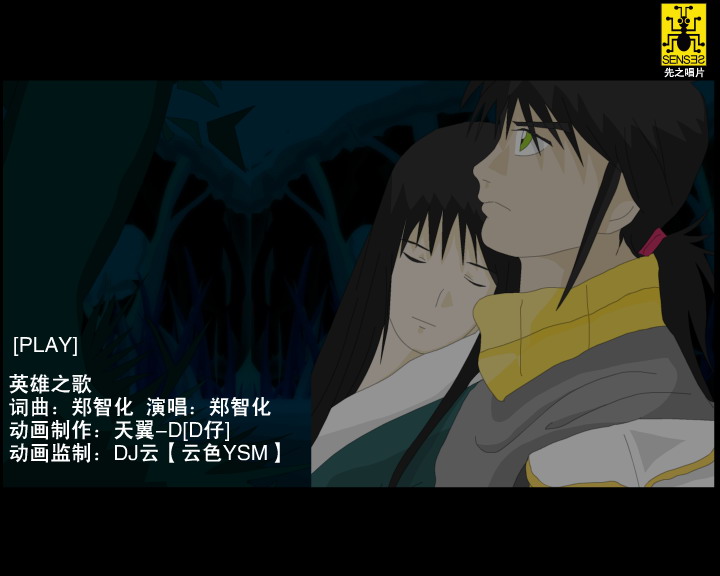 SENSES
先之唱片
[PLAY]
英雄之歌
词曲：郑智化 演唱：郑智化
动画制作：天翼-D[D仔]
动画监制：DJ云【云色YSM】